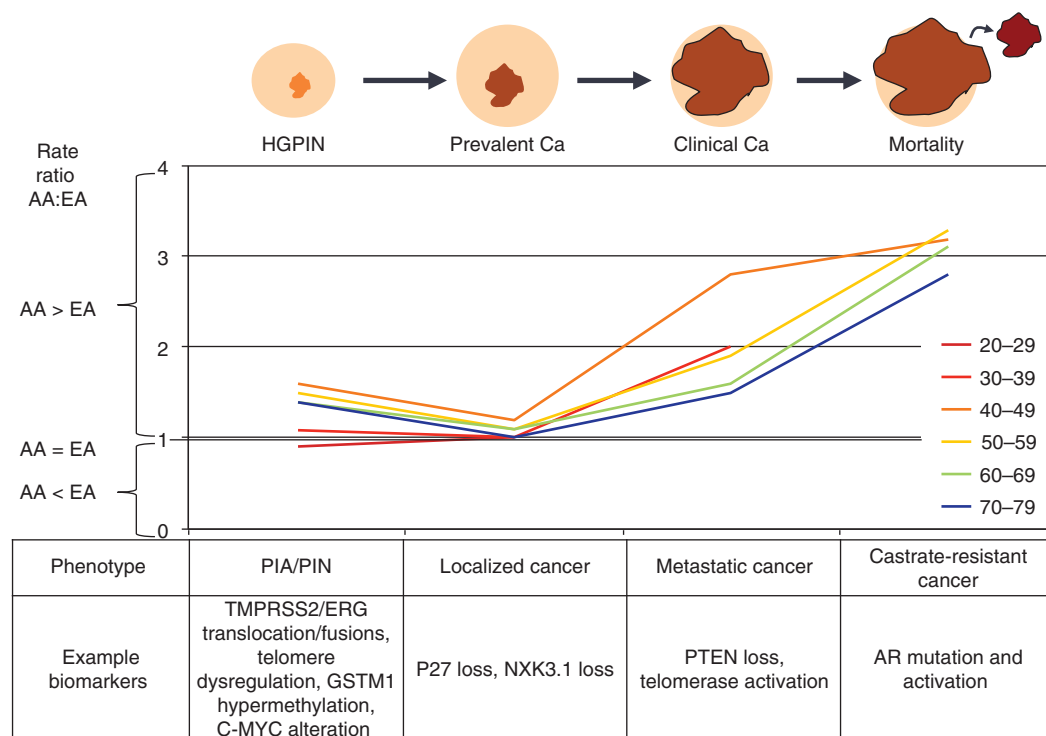 HGPIN
Prevalent Ca
Clinical Ca
Mortality
Rate
ratio
AA:EA
4
3
2
1
0
AA > EA
AA = EA
AA < EA
20–29
30–39
40–49
50–59
60–69
70–79
Phenotype
PIA/PIN
Localized cancer
Metastatic cancer
Castrate-resistant
cancer
Example
biomarkers
TMPRSS2/ERG
translocation/fusions,
telomere
dysregulation, GSTM1
hypermethylation,
C-MYC alteration
P27 loss, NXK3.1 loss
PTEN loss,
telomerase activation
AR mutation and
activation